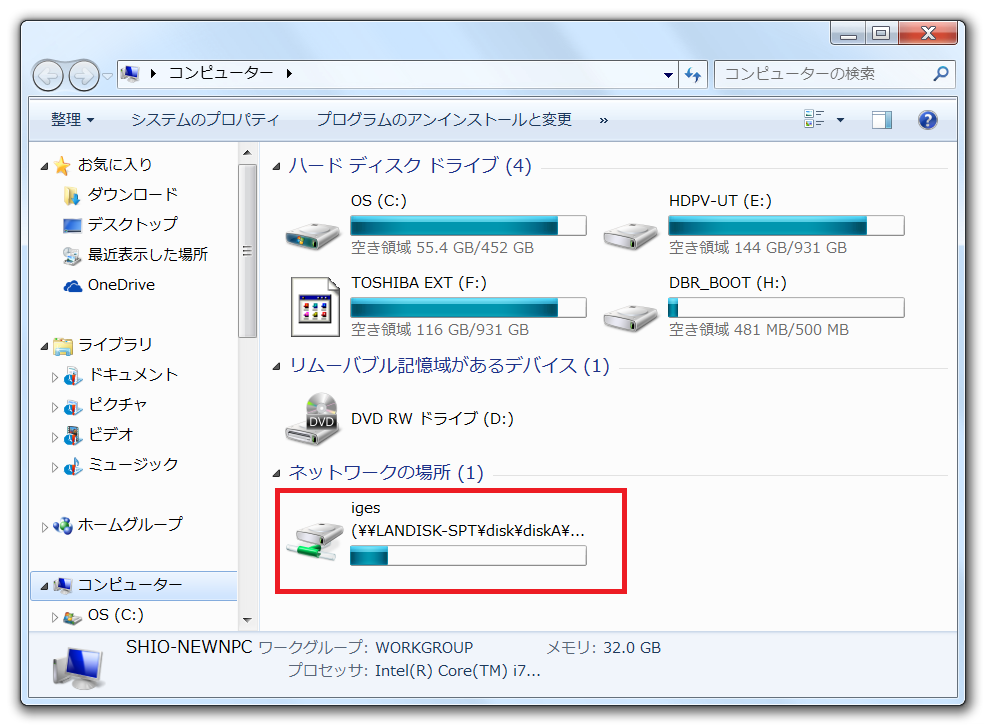 コンピューター
コンピューターの検索
整理
システムのプロパティ
プログラムのアンインストールと変更
»
お気に入り
ダウンロード
デスクトップ
最近表示した場所
OneDrive
ライブラリ
ドキュメント
ピクチャ
ビデオ
ミュージック
ホームグループ
コンピューター
OS (C:)
ハード ディスク ドライブ (4)
OS (C:)
空き領域 55.4 GB/452 GB
HDPV-UT (E:)
空き領域 144 GB/931 GB
TOSHIBA EXT (F:)
空き領域 116 GB/931 GB
DBR_BOOT (H:)
空き領域 481 MB/500 MB
リムーバブル記憶域があるデバイス (1)
DVD
DVD RW ドライブ (D:)
ネットワークの場所 (1)
iges
(¥¥LANDISK-SPT¥disk¥diskA¥...
SHIO-NEWNPC ワークグループ: WORKGROUP メモリ: 32.0 GB
プロセッサ: Intel(R) Core(TM) i7...